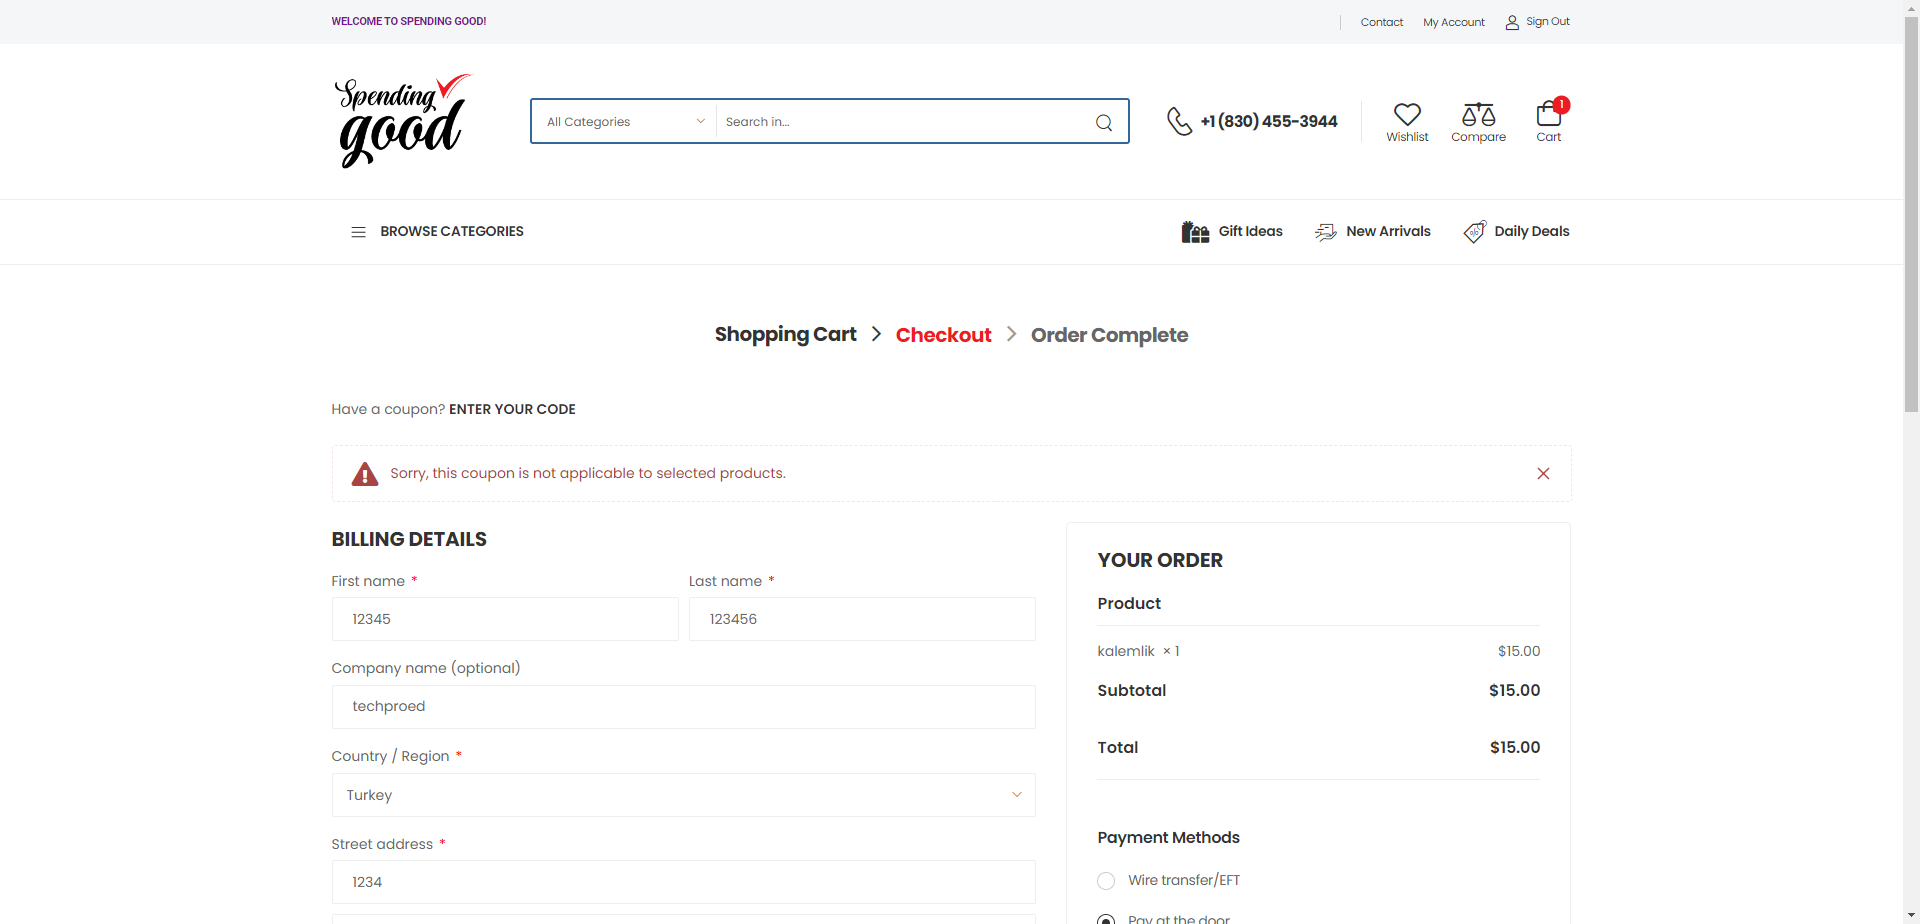 WELCOME TO SPENDING GOOD!
Contact
My Account
Sign Out
Spending
good
All Categories
Search in...
+1 (830) 455-3944
Wishlist
Compare
1
Cart
BROWSE CATEGORIES
Gift Ideas
New Arrivals
Daily Deals
Shopping Cart
Checkout
Order Complete
Have a coupon? ENTER YOUR CODE
Sorry, this coupon is not applicable to selected products.
BILLING DETAILS
First name *
Last name *
12345
123456
Company name (optional)
techproed
Country / Region *
Turkey
Street address *
1234
YOUR ORDER
Product
kalemlik × 1
$15.00
Subtotal
$15.00
Total
$15.00
Payment Methods
Wire transfer/EFT
Pay at the door